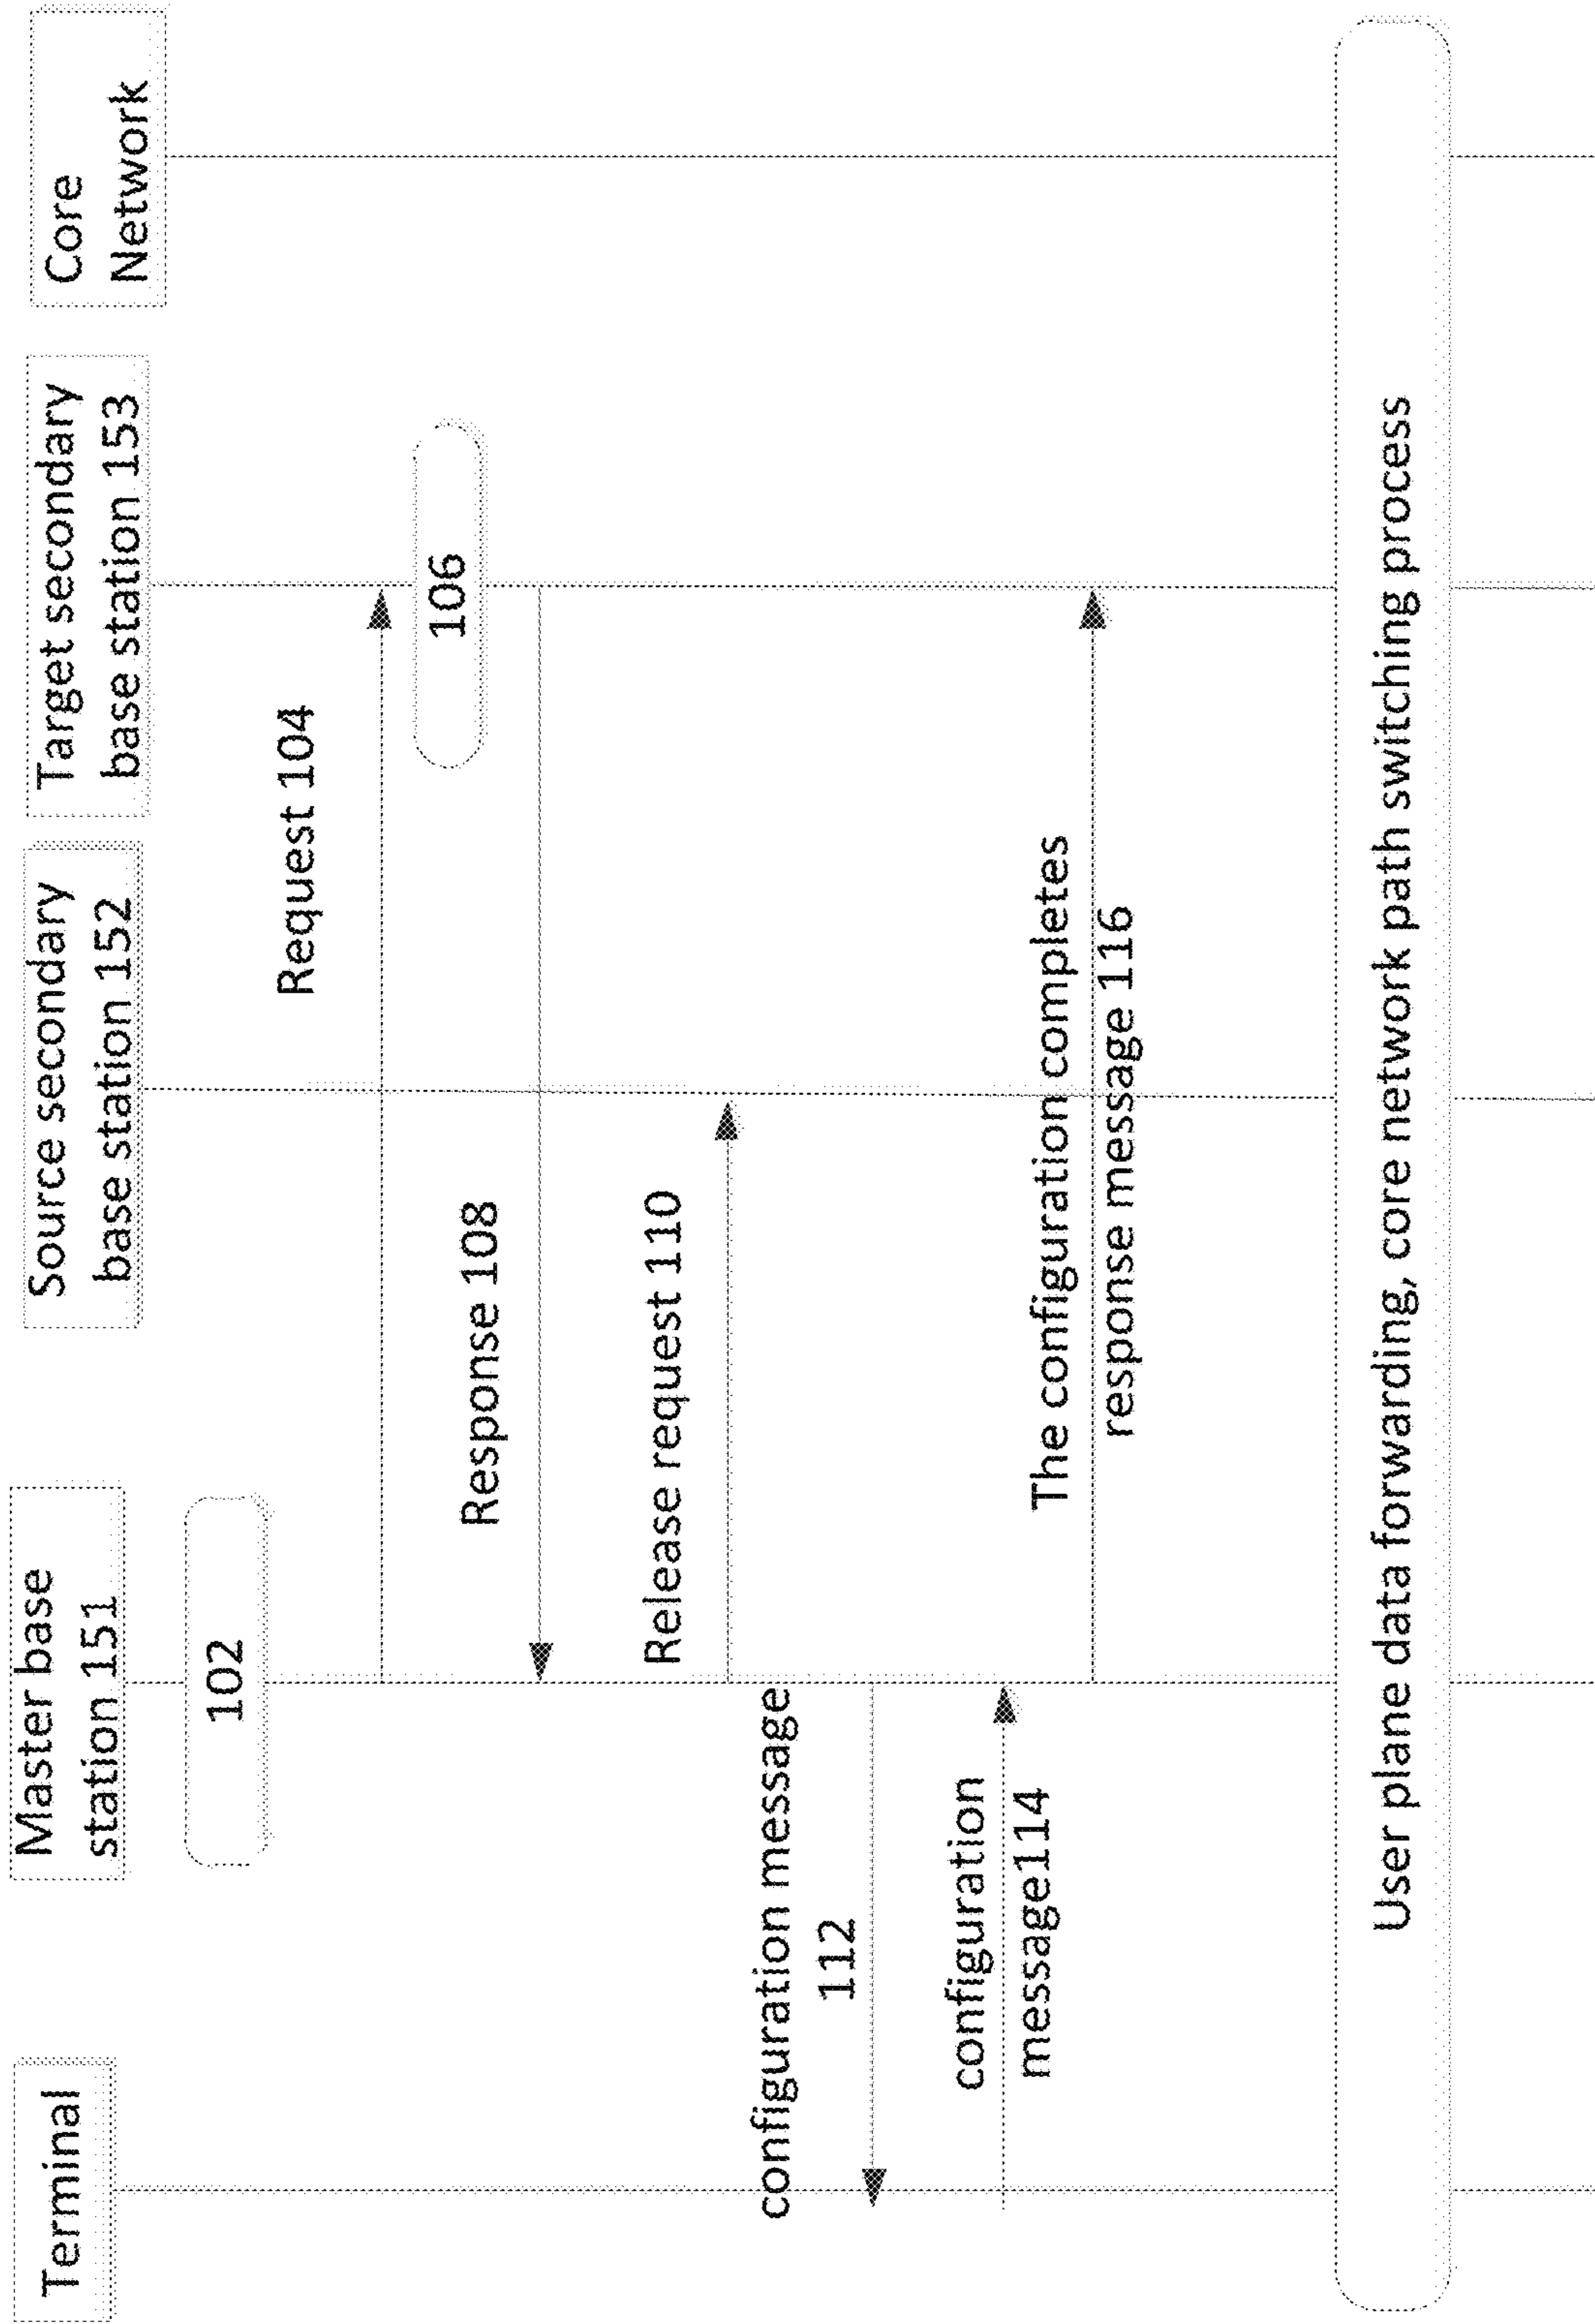 Terminal
Master base
station 151
Source secondary
base station 152
Target secondary
base station 153
Core
Network
102
Request 104
106
Response 108
Release request 110
configuration message
112
configuration
message114
The configuration completes
response message 116
User plane data forwarding, core network path switching process